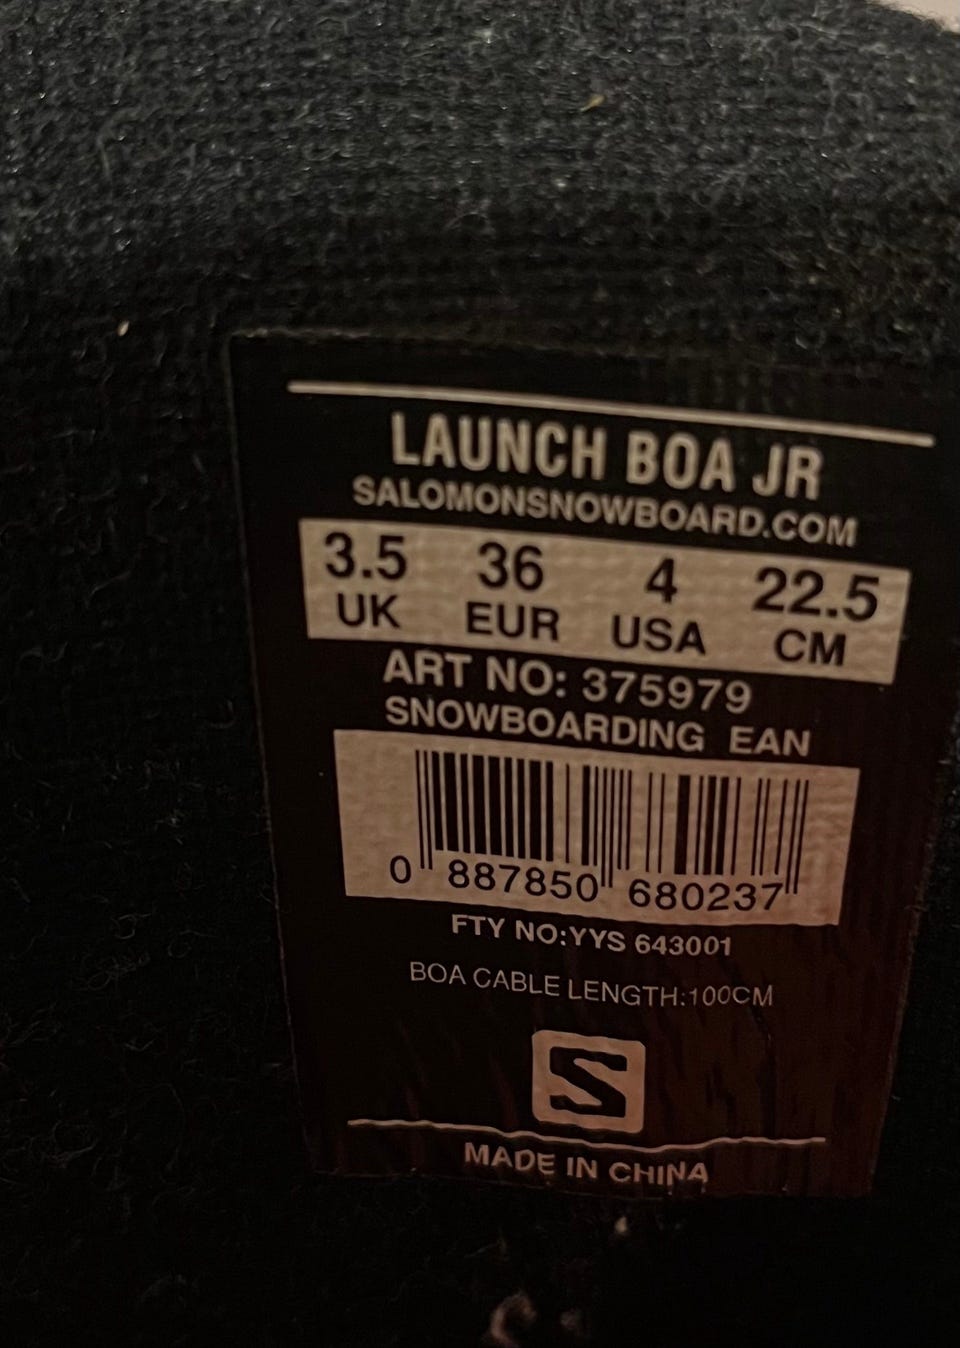 LAUNCH BOA JR
SALOMONSNOWBOARD.COM
3.5 36 4 22.5
UK EUR USA CM
ART NO: 375979
SNOWBOARDING EAN
0 887850 680237
FTY NO:YYS 643001
BOA CABLE LENGTH:100CM
S
MADE IN CHINA